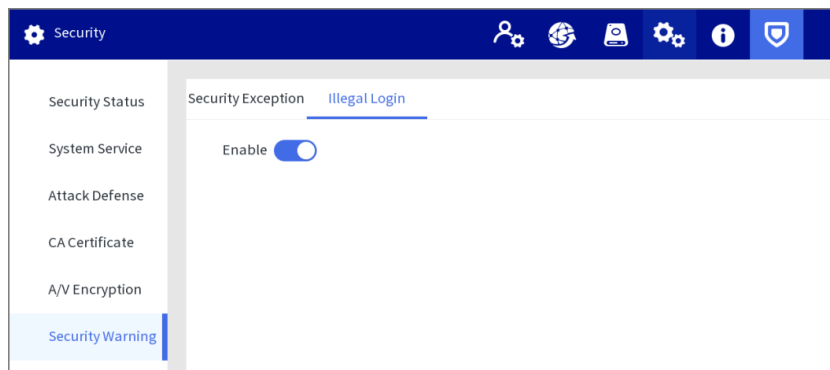 Security
Security Status
System Service
Attack Defense
CA Certificate
A/V Encryption
Security Warning
Security Exception
Illegal Login
Enable